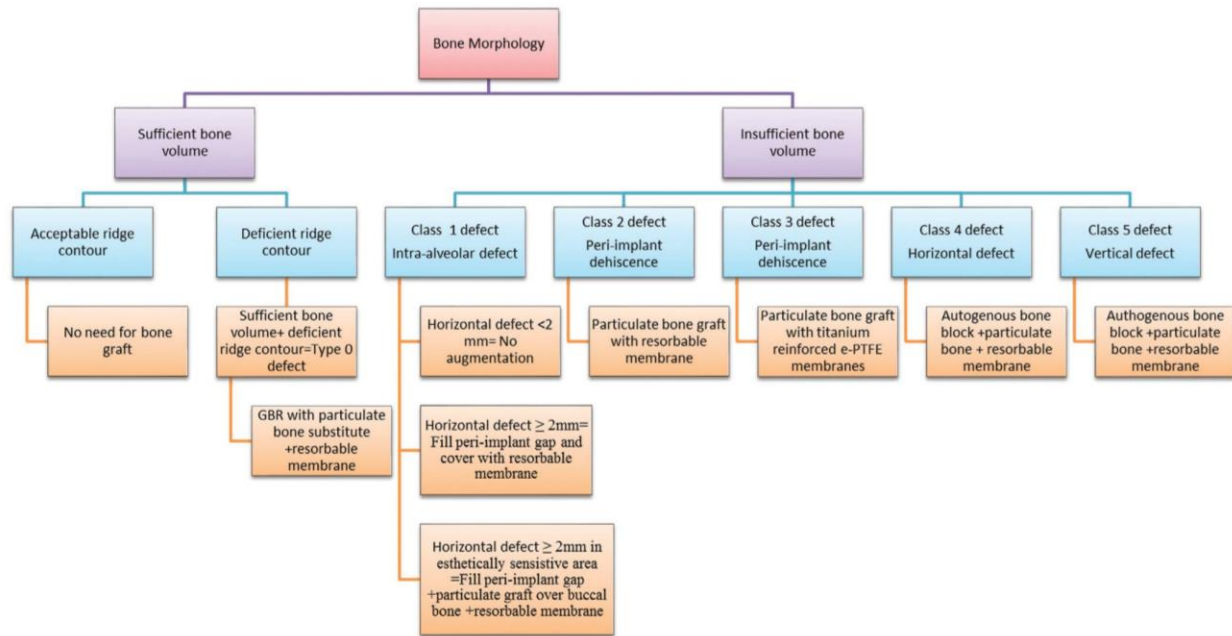 Bone Morphology
Sufficient bone
volume
Insufficient bone
volume
Acceptable ridge
contour
Deficient ridge
contour
Class 1 defect
Intra-alveolar defect
Class 2 defect
Peri-implant
dehiscence
Class 3 defect
Peri-implant
dehiscence
Class 4 defect
Horizontal defect
Class 5 defect
Vertical defect
No need for bone
graft
Sufficient bone
volume+ deficient
ridge contour=Type 0
defect
Horizontal defect <2
mm= No
augmentation
Particulate bone graft
with resorbable
membrane
Particulate bone graft
with titanium
reinforced e-PTFE
membranes
Autogenous bone
block +particulate
bone + resorbable
membrane
Authogenous bone
block +particulate
bone +resorbable
membrane
GBR with particulate
bone substitute
+resorbable
membrane
Horizontal defect ≥ 2mm=
Fill peri-implant gap and
cover with resorbable
membrane
Horizontal defect ≥ 2mm in
esthetically sensistive area
=Fill peri-implant gap
+particulate graft over buccal
bone +resorbable membrane